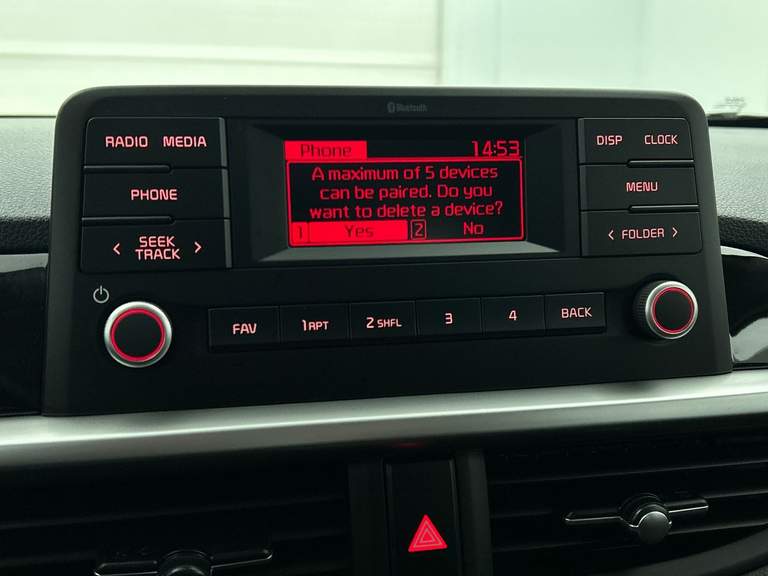 Bluetooth
RADIO MEDIA
PHONE
< SEEK >
TRACK
Phone 14:53
A maximum of 5 devices
can be paired. Do you
want to delete a device?
1 Yes 2 No
DISP CLOCK
MENU
< FOLDER >
FAV 1 RPT 2 SHFL 3 4 BACK